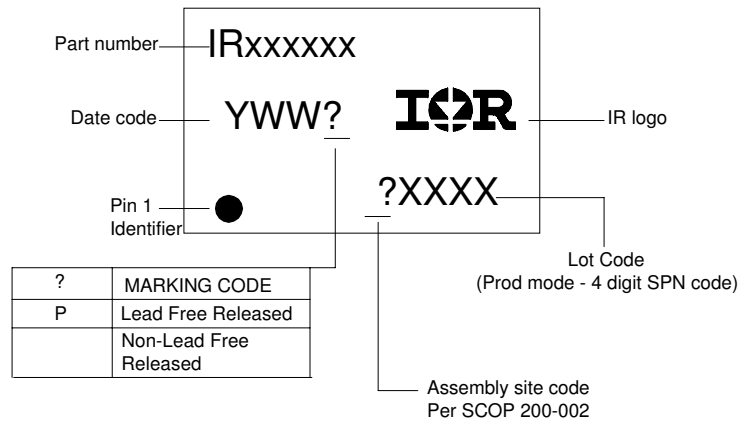 Part number
IRxxxxxx
Date code
YWW?
IOR
IR logo
?XXXX
Pin 1
Identifier
Lot Code
(Prod mode - 4 digit SPN code)
? MARKING CODE
P Lead Free Released
Non-Lead Free
Released
Assembly site code
Per SCOP 200-002